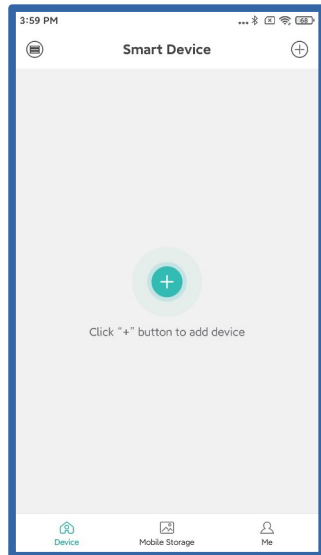 3:59 PM
68
Smart Device
Click “+” button to add device
Device
Mobile Storage
Me